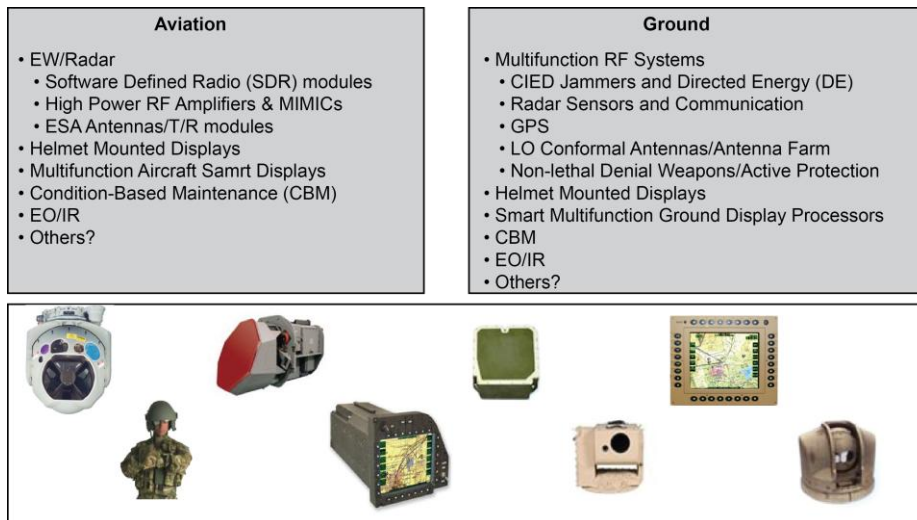 Aviation
• EW/Radar
• Software Defined Radio (SDR) modules
• High Power RF Amplifiers & MIMICs
• ESA Antennas/T/R modules
• Helmet Mounted Displays
• Multifunction Aircraft Samrt Displays
• Condition-Based Maintenance (CBM)
• EO/IR
• Others?
Ground
• Multifunction RF Systems
• CIED Jammers and Directed Energy (DE)
• Radar Sensors and Communication
• GPS
• LO Conformal Antennas/Antenna Farm
• Non-lethal Denial Weapons/Active Protection
• Helmet Mounted Displays
• Smart Multifunction Ground Display Processors
• CBM
• EO/IR
• Others?